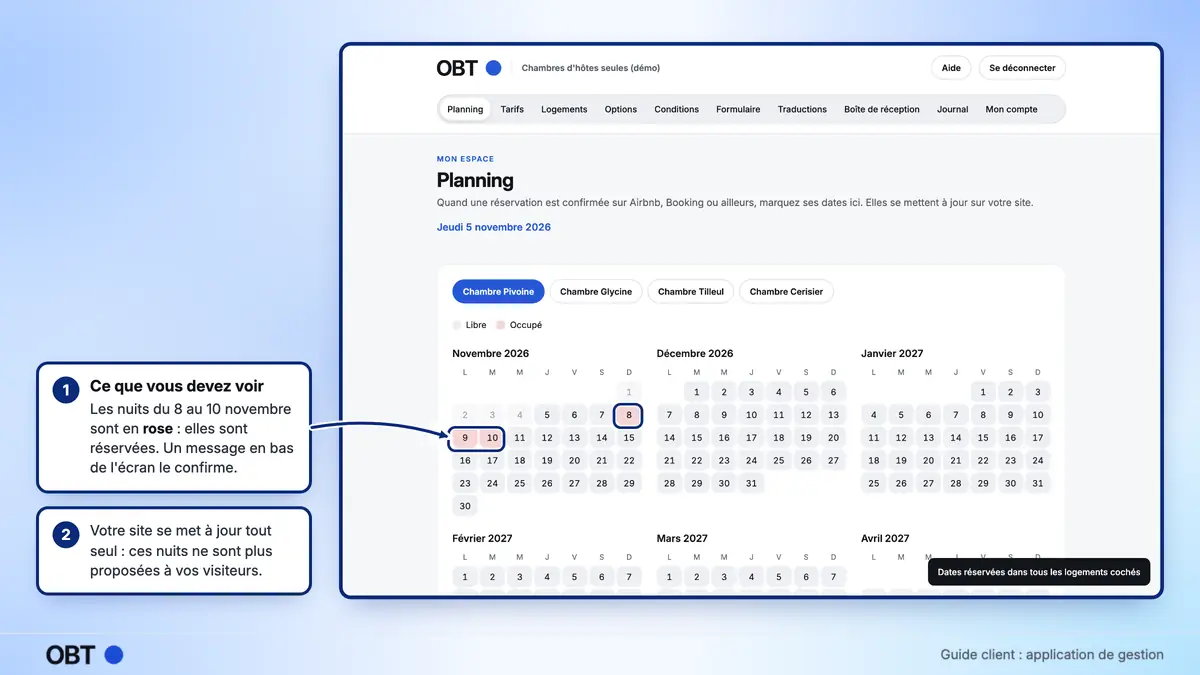 OBT
Chambres d'hôtes seules (démo)
Aide
Se déconnecter
Planning Tarifs Logements Options Conditions Formulaire Traductions Boîte de réception Journal Mon compte
MON ESPACE
Planning
Quand une réservation est confirmée sur Airbnb, Booking ou ailleurs, marquez ses dates ici. Elles se mettent à jour sur votre site.
Jeudi 5 novembre 2026
Chambre Pivoine Chambre Glycine Chambre Tilleul Chambre Cerisier
Libre Occupé
Novembre 2026
L M M J V S D
1
2 3 4 5 6 7 8
9 10 11 12 13 14 15
16 17 18 19 20 21 22
23 24 25 26 27 28 29
30
Décembre 2026
L M M J V S D
1 2 3 4 5 6
7 8 9 10 11 12 13
14 15 16 17 18 19 20
21 22 23 24 25 26 27
28 29 30 31
Janvier 2027
L M M J V S D
1 2 3
4 5 6 7 8 9 10
11 12 13 14 15 16 17
18 19 20 21 22 23 24
25 26 27 28 29 30 31
Février 2027
L M M J V S D
1 2 3 4 5 6 7
Mars 2027
L M M J V S D
1 2 3 4 5 6 7
Avril 2027
L M M J V S D
Dates réservées dans tous les logements cochés
1
Ce que vous devez voir
Les nuits du 8 au 10 novembre
sont en rose : elles sont
réservées. Un message en bas
de l'écran le confirme.
2
Votre site se met à jour tout
seul : ces nuits ne sont plus
proposées à vos visiteurs.
OBT
Guide client : application de gestion